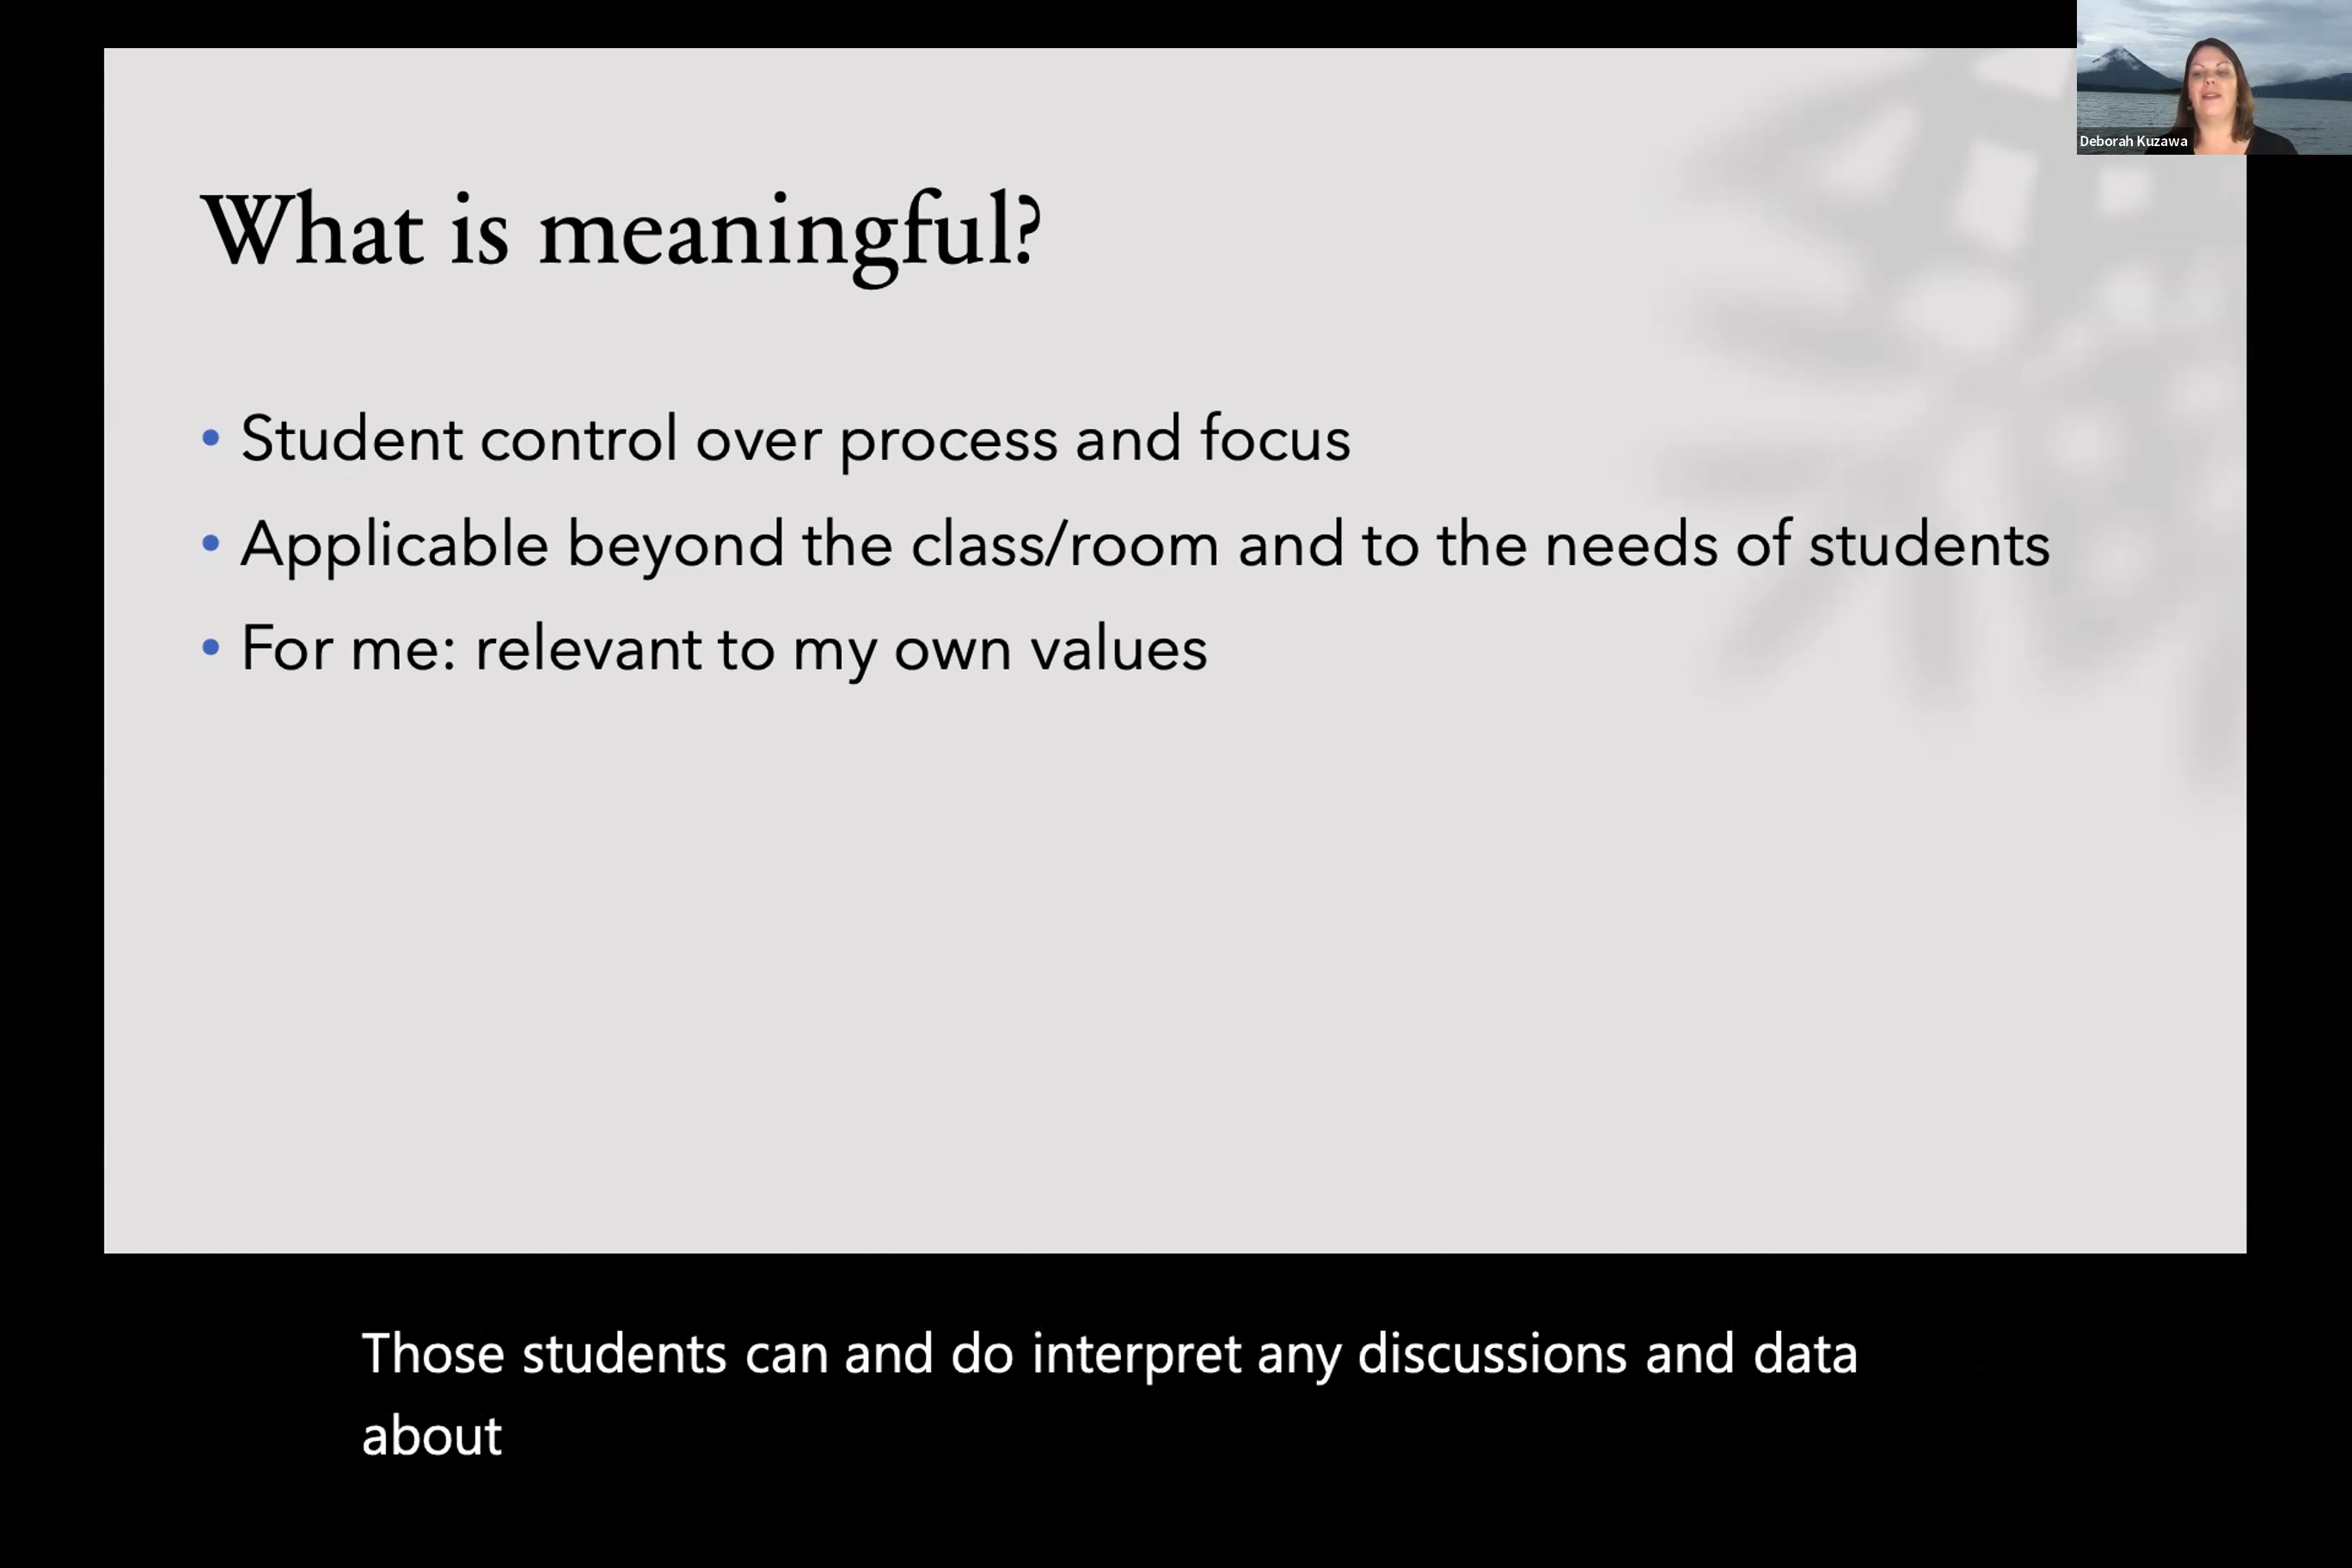 Deborah Kuzawa
What is meaningful?
• Student control over process and focus
• Applicable beyond the class/room and to the needs of students
• For me: relevant to my own values
Those students can and do interpret any discussions and data
about